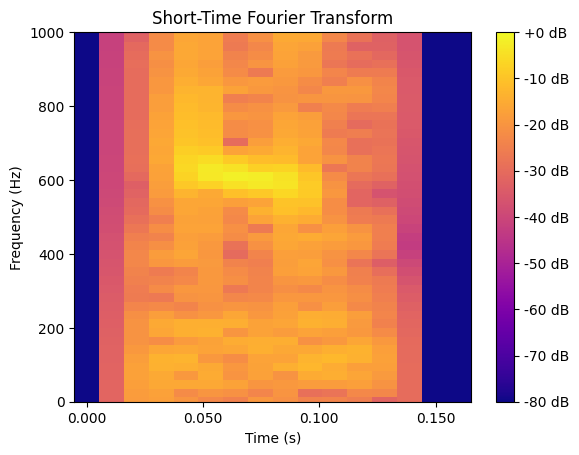 Short-Time Fourier Transform
1000
800
600
400
200
0
Frequency (Hz)
0.000
0.050
0.100
0.150
Time (s)
+0 dB
-10 dB
-20 dB
-30 dB
-40 dB
-50 dB
-60 dB
-70 dB
-80 dB